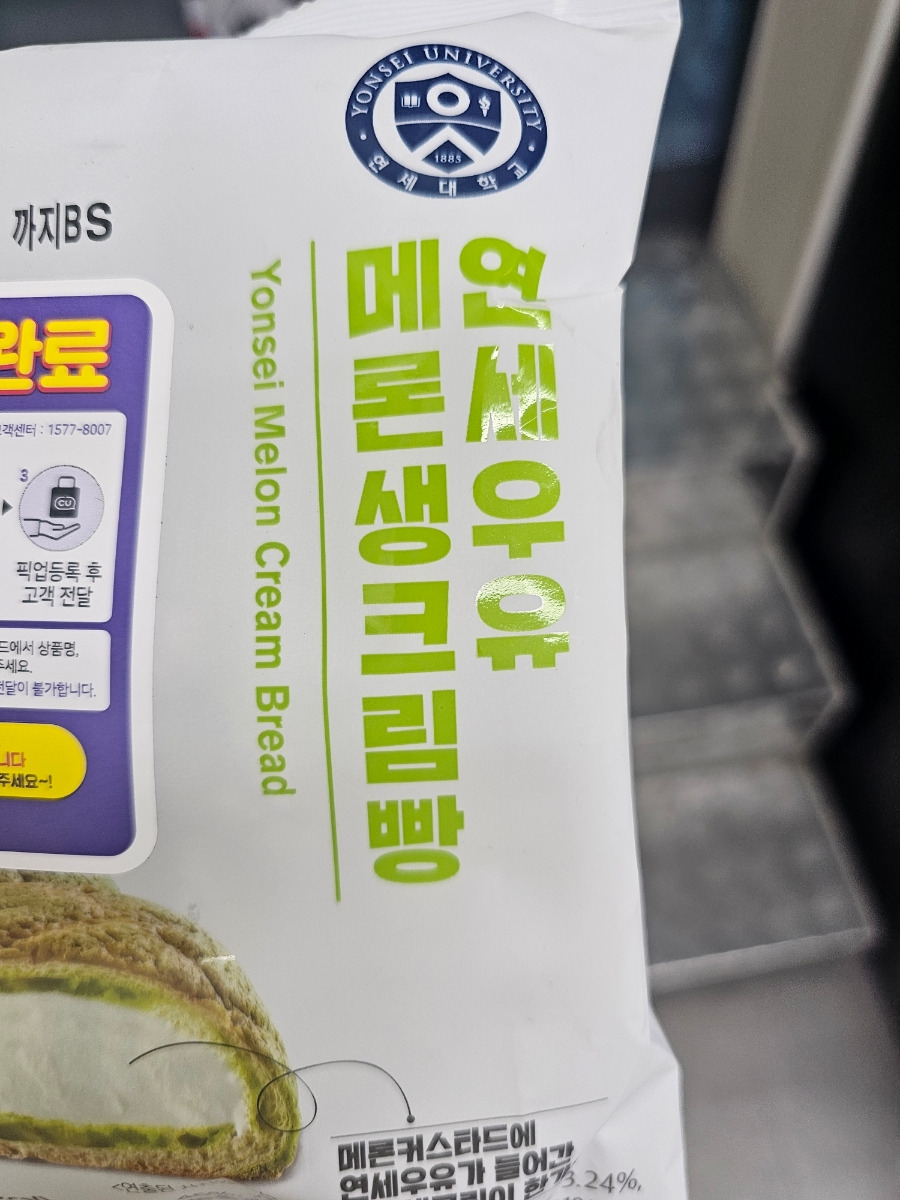 YONSEI UNIVERSITY
1885
연세대학교
까지BS
연세우유
메론생크림빵
Yonsei Melon Cream Bread
완료
고객센터 : 1577-8007
3
CU
픽업등록 후
고객 전달
상품명,
주세요.
전달이 불가합니다.
니다
주세요~!
메론커스타드에
연세우유가 들어간
3.24%,